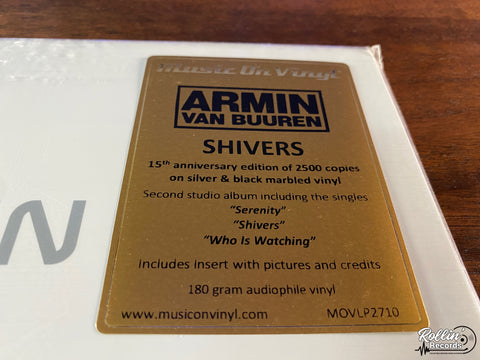 Music On Vinyl
ARMIN
VAN BUUREN
SHIVERS
15th anniversary edition of 2500 copies
on silver & black marbled vinyl
Second studio album including the singles
“Serenity”
“Shivers”
“Who Is Watching”
Includes insert with pictures and credits
180 gram audiophile vinyl
www.musiconvinyl.com MOVLP2710
Rollin'
Records